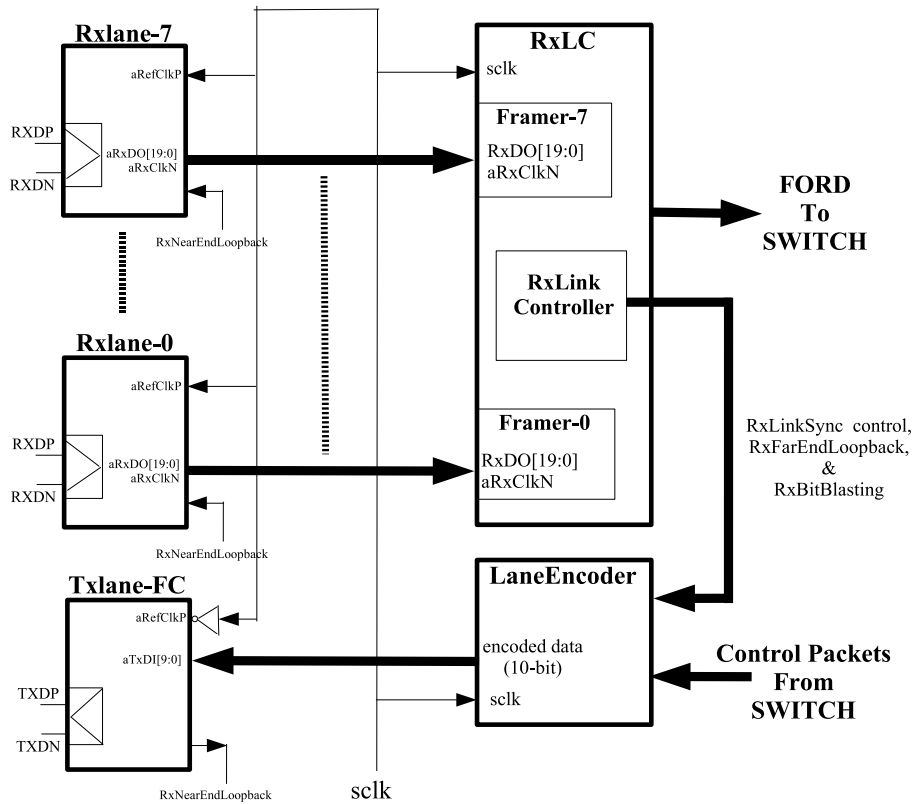 Rxlane-7
aRefClkP
RXDP
RXDN
aRxDO[19:0]
aRxClkN
RxNearEndLoopback
Rxlane-0
aRefClkP
RXDP
RXDN
aRxDO[19:0]
aRxClkN
RxNearEndLoopback
Txlane-FC
aRefClkP
aTxDI[9:0]
TXDP
TXDN
RxNearEndLoopback
sclk
RxLC
sclk
Framer-7
RxDO[19:0]
aRxClkN
RxLink
Controller
Framer-0
RxDO[19:0]
aRxClkN
FORD
To
SWITCH
RxLinkSync control,
RxFarEndLoopback,
&
RxBitBlasting
LaneEncoder
encoded data
(10-bit)
sclk
Control Packets
From
SWITCH